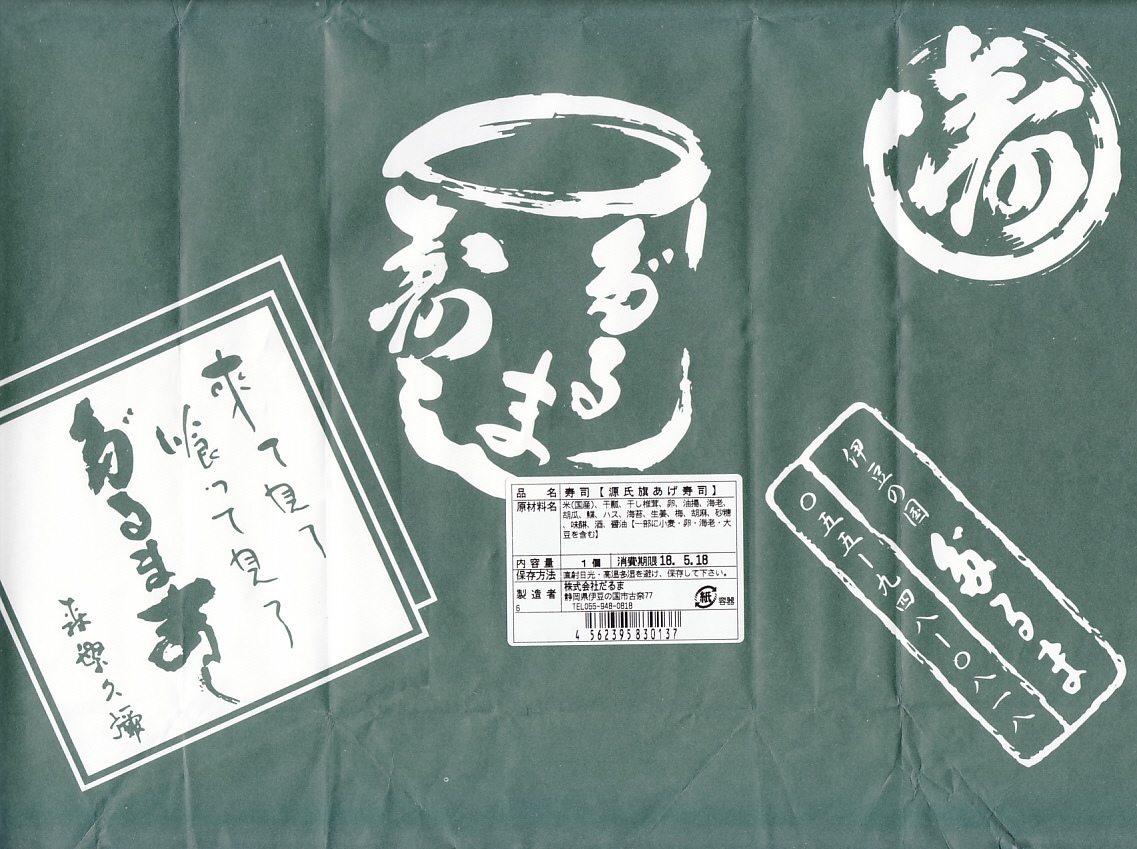 寿
だるま
寿し
来て見て
喰って見て
だるま寿し
森繁久彌
伊豆の国
だるま
〇五五-九四八-〇八一八
品名 寿司【源氏旗あげ寿司】
原材料名 米(国産)、干瓢、干し椎茸、卵、油揚、海老、
胡瓜、鯵、ハス、海苔、生姜、梅、胡麻、砂糖
、味醂、酒、醤油【一部に小麦・卵・海老・大
豆を含む】
内容量 1個 消費期限 18. 5.18
保存方法 直射日光・高温多湿を避け、保存して下さい。
製造者 株式会社だるま
静岡県伊豆の国市古奈77
6 TEL055-948-0818
紙 容器
4 562395 830137